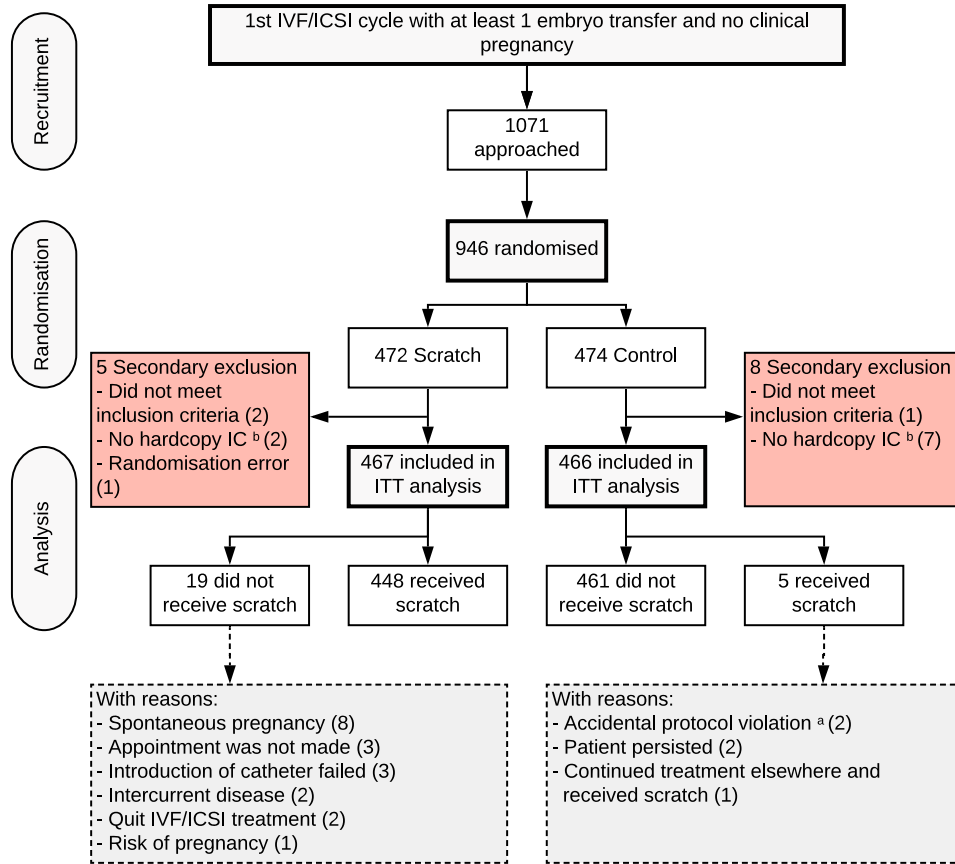 Recruitment
1st IVF/ICSI cycle with at least 1 embryo transfer and no clinical
pregnancy
1071
approached
Randomisation
946 randomised
472 Scratch
474 Control
5 Secondary exclusion
- Did not meet
inclusion criteria (2)
- No hardcopy IC ᵇ (2)
- Randomisation error
(1)
8 Secondary exclusion
- Did not meet
inclusion criteria (1)
- No hardcopy IC ᵇ (7)
Analysis
467 included in
ITT analysis
466 included in
ITT analysis
19 did not
receive scratch
448 received
scratch
461 did not
receive scratch
5 received
scratch
With reasons:
- Spontaneous pregnancy (8)
- Appointment was not made (3)
- Introduction of catheter failed (3)
- Intercurrent disease (2)
- Quit IVF/ICSI treatment (2)
- Risk of pregnancy (1)
With reasons:
- Accidental protocol violation ᵃ (2)
- Patient persisted (2)
- Continued treatment elsewhere and
received scratch (1)